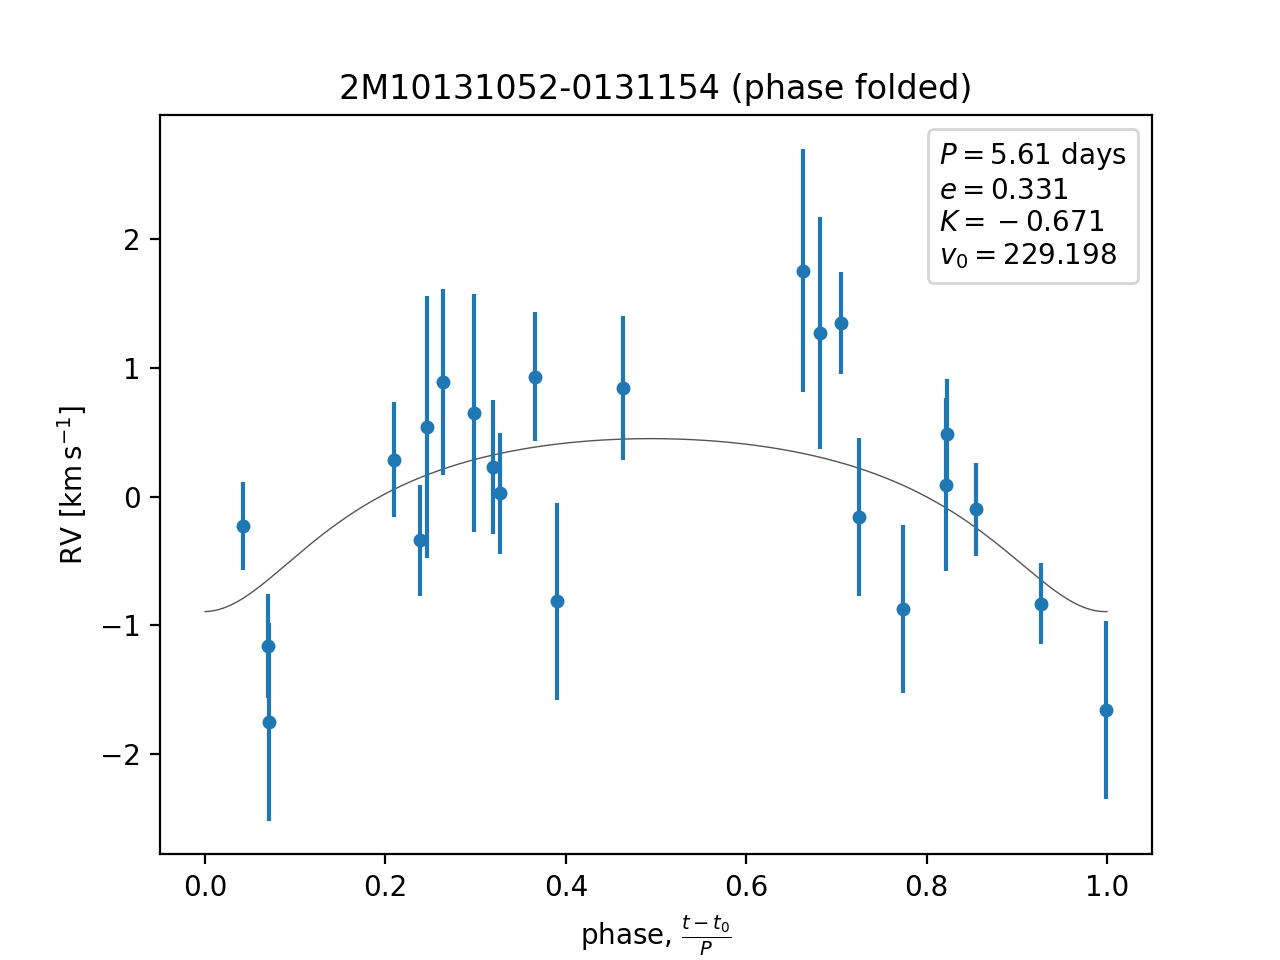 2M10131052-0131154 (phase folded)
P = 5.61 days
e = 0.331
K = −0.671
v₀ = 229.198
RV [km s⁻¹]
2
1
0
−1
−2
0.0 0.2 0.4 0.6 0.8 1.0
phase, (t − t₀)/P